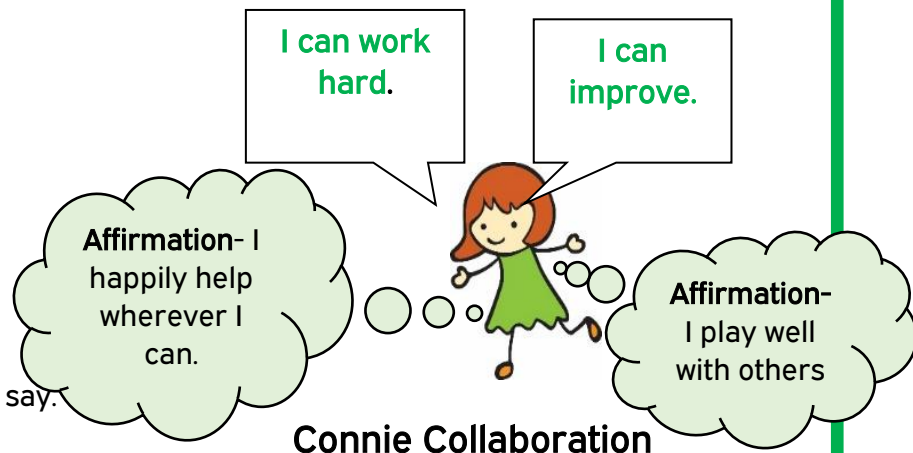 I can work
hard.
I can
improve.
Affirmation- I
happily help
wherever I
can.
Affirmation-
I play well
with others
say.
Connie Collaboration